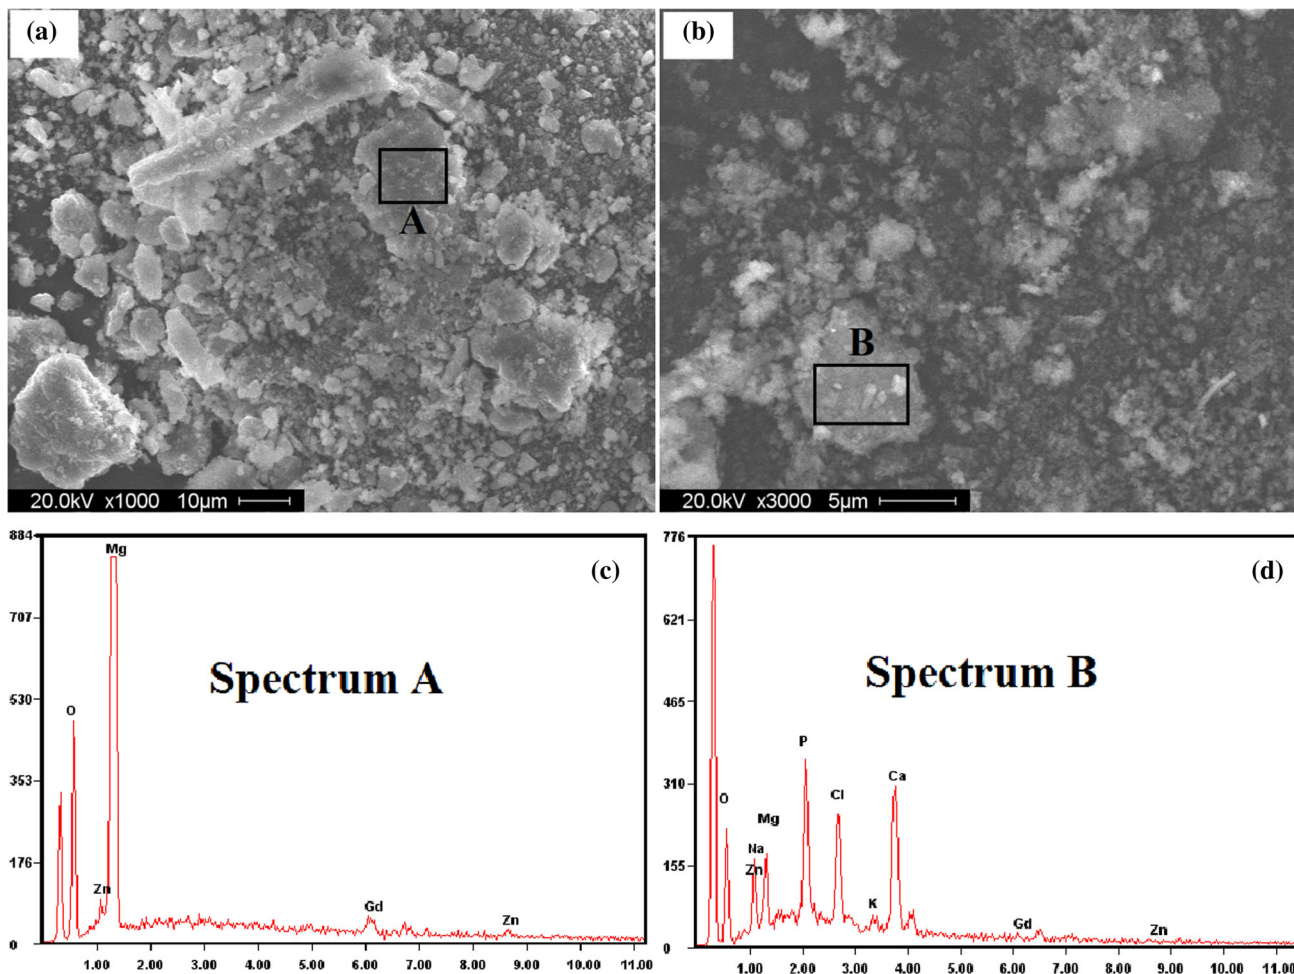 (a)
A
20.0kV x1000 10µm
(b)
B
20.0kV x3000 5µm
884
707
530
353
176
0
Mg
(c)
Spectrum A
O
Zn
Gd
Zn
1.00 2.00 3.00 4.00 5.00 6.00 7.00 8.00 9.00 10.00 11.00
776
621
465
310
155
0
(d)
Spectrum B
P
Ca
O
Cl
Mg
Na
Zn
K
Gd
Zn
1.00 2.00 3.00 4.00 5.00 6.00 7.00 8.00 9.00 10.00 11.0